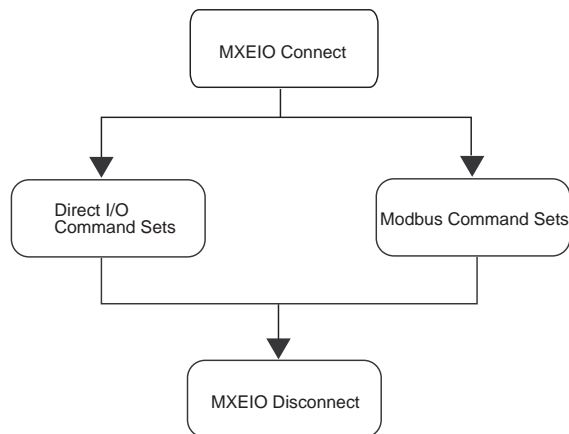 MXEIO Connect
Direct I/O
Command Sets
Modbus Command Sets
MXEIO Disconnect